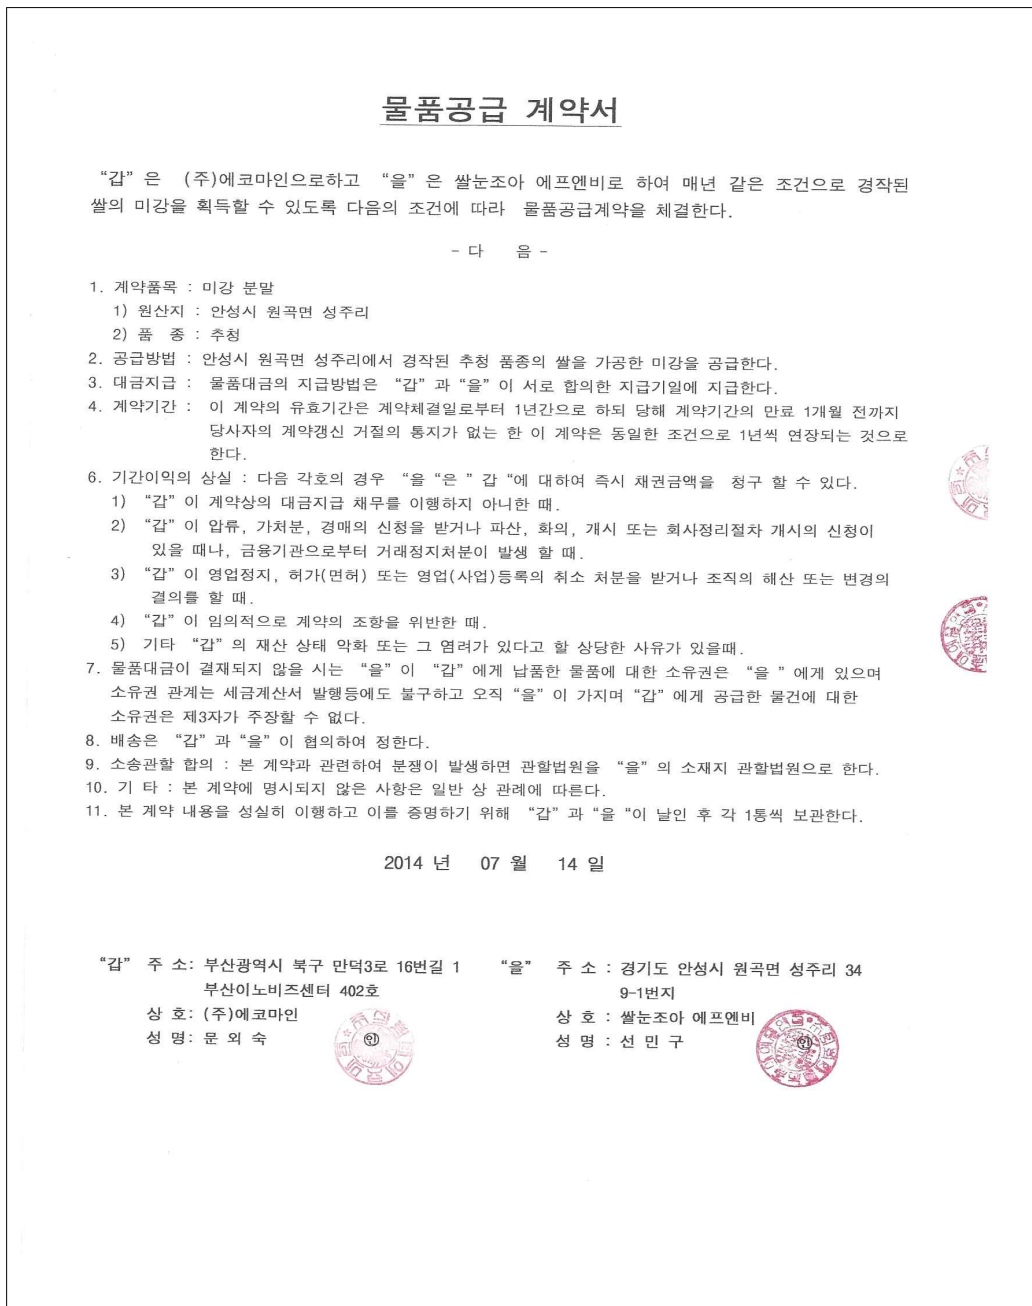 물품공급 계약서
“갑” 은 (주)에코마인으로하고 “을” 은 쌀눈조아 에프엔비로 하여 매년 같은 조건으로 경작된
쌀의 미강을 획득할 수 있도록 다음의 조건에 따라 물품공급계약을 체결한다.
- 다 음 -
1. 계약품목 : 미강 분말
1) 원산지 : 안성시 원곡면 성주리
2) 품 종 : 추청
2. 공급방법 : 안성시 원곡면 성주리에서 경작된 추청 품종의 쌀을 가공한 미강을 공급한다.
3. 대금지급 : 물품대금의 지급방법은 “갑” 과 “을” 이 서로 합의한 지급기일에 지급한다.
4. 계약기간 : 이 계약의 유효기간은 계약체결일로부터 1년간으로 하되 당해 계약기간의 만료 1개월 전까지
당사자의 계약갱신 거절의 통지가 없는 한 이 계약은 동일한 조건으로 1년씩 연장되는 것으로
한다.
6. 기간이익의 상실 : 다음 각호의 경우 “을 “은 ” 갑 “에 대하여 즉시 채권금액을 청구 할 수 있다.
1) “갑” 이 계약상의 대금지급 채무를 이행하지 아니한 때.
2) “갑” 이 압류, 가처분, 경매의 신청을 받거나 파산, 화의, 개시 또는 회사정리절차 개시의 신청이
있을 때나, 금융기관으로부터 거래정지처분이 발생 할 때.
3) “갑” 이 영업정지, 허가(면허) 또는 영업(사업)등록의 취소 처분을 받거나 조직의 해산 또는 변경의
결의를 할 때.
4) “갑” 이 임의적으로 계약의 조항을 위반한 때.
5) 기타 “갑” 의 재산 상태 악화 또는 그 염려가 있다고 할 상당한 사유가 있을때.
7. 물품대금이 결재되지 않을 시는 “을” 이 “갑” 에게 납품한 물품에 대한 소유권은 “을 ” 에게 있으며
소유권 관계는 세금계산서 발행등에도 불구하고 오직 “을” 이 가지며 “갑” 에게 공급한 물건에 대한
소유권은 제3자가 주장할 수 없다.
8. 배송은 “갑” 과 “을” 이 협의하여 정한다.
9. 소송관할 합의 : 본 계약과 관련하여 분쟁이 발생하면 관할법원을 “을” 의 소재지 관할법원으로 한다.
10. 기 타 : 본 계약에 명시되지 않은 사항은 일반 상 관례에 따른다.
11. 본 계약 내용을 성실히 이행하고 이를 증명하기 위해 “갑” 과 “을 “이 날인 후 각 1통씩 보관한다.
2014 년 07 월 14 일
“갑” 주 소: 부산광역시 북구 만덕3로 16번길 1
부산이노비즈센터 402호
상 호: (주)에코마인
성 명: 문 외 숙 ㊞
“을” 주 소 : 경기도 안성시 원곡면 성주리 34
9-1번지
상 호 : 쌀눈조아 에프엔비
성 명 : 선 민 구 ㊞